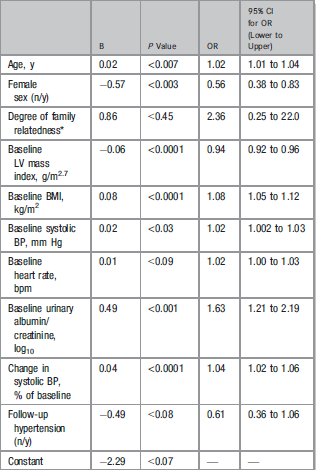 B P Value OR 95% CI for OR (Lower to Upper)
Age, y 0.02 <0.007 1.02 1.01 to 1.04
Female sex (n/y) −0.57 <0.003 0.56 0.38 to 0.83
Degree of family relatedness* 0.86 <0.45 2.36 0.25 to 22.0
Baseline LV mass index, g/m2.7 −0.06 <0.0001 0.94 0.92 to 0.96
Baseline BMI, kg/m2 0.08 <0.0001 1.08 1.05 to 1.12
Baseline systolic BP, mm Hg 0.02 <0.03 1.02 1.002 to 1.03
Baseline heart rate, bpm 0.01 <0.09 1.02 1.00 to 1.03
Baseline urinary albumin/ creatinine, log10 0.49 <0.001 1.63 1.21 to 2.19
Change in systolic BP, % of baseline 0.04 <0.0001 1.04 1.02 to 1.06
Follow-up hypertension (n/y) −0.49 <0.08 0.61 0.36 to 1.06
Constant −2.29 <0.07 — —